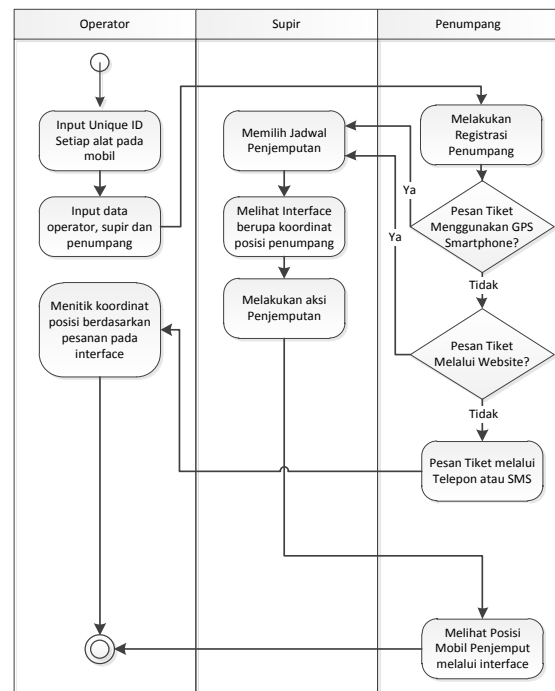 Operator
Supir
Penumpang
Input Unique ID
Setiap alat pada
mobil
Input data
operator, supir dan
penumpang
Melakukan
Registrasi
Penumpang
Pesan Tiket
Menggunakan GPS
Smartphone?
Ya
Tidak
Pesan Tiket
Melalui Website?
Ya
Tidak
Pesan Tiket melalui
Telepon atau SMS
Memilih Jadwal
Penjemputan
Melihat Interface
berupa koordinat
posisi penumpang
Melakukan aksi
Penjemputan
Menitik koordinat
posisi berdasarkan
pesanan pada
interface
Melihat Posisi
Mobil Penjemput
melalui interface